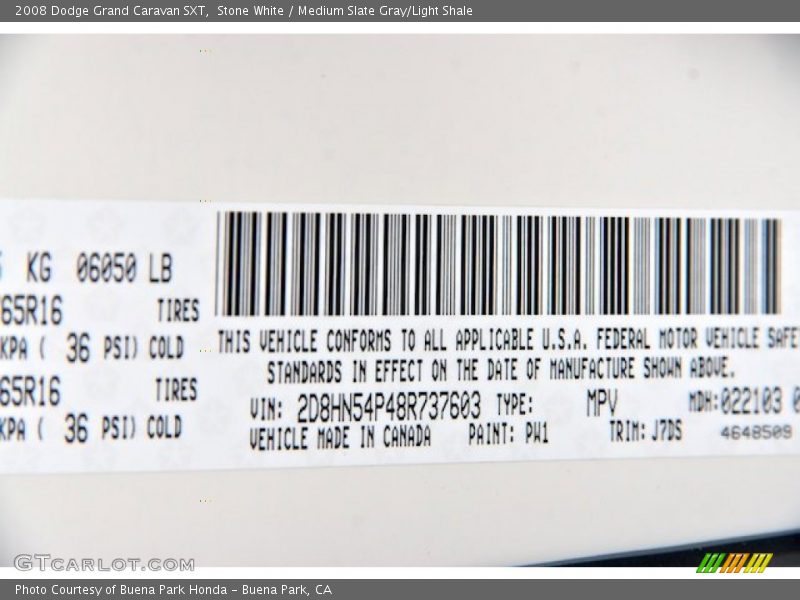 2008 Dodge Grand Caravan SXT,  Stone White / Medium Slate Gray/Light Shale
KG 06050 LB
65R16 TIRES
KPA ( 36 PSI) COLD
65R16 TIRES
KPA ( 36 PSI) COLD
THIS VEHICLE CONFORMS TO ALL APPLICABLE U.S.A. FEDERAL MOTOR VEHICLE SAFE
STANDARDS IN EFFECT ON THE DATE OF MANUFACTURE SHOWN ABOVE.
VIN: 2D8HN54P48R737603 TYPE: MPV MDH:022103 0
VEHICLE MADE IN CANADA PAINT: PW1 TRIM: J7DS 4648509
GTCARLOT.COM
Photo Courtesy of Buena Park Honda - Buena Park, CA